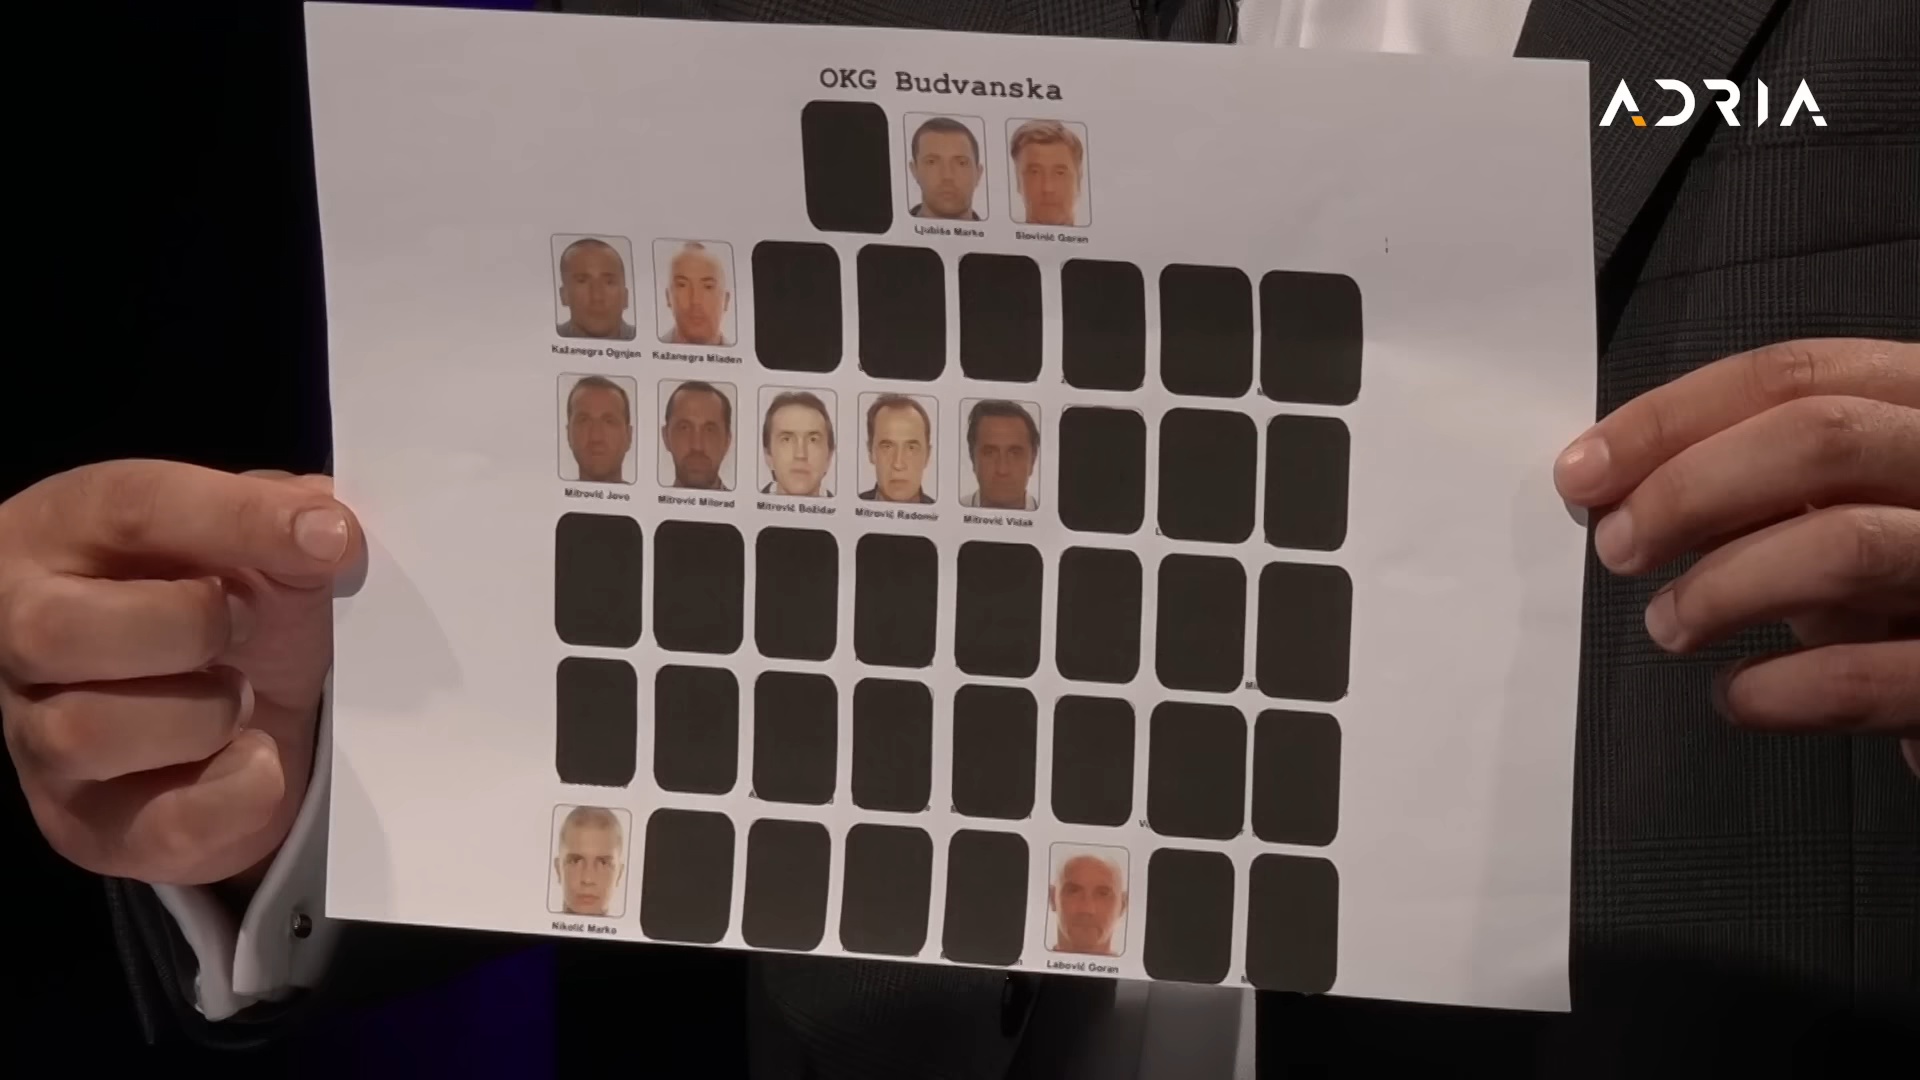 OKG Budvanska
ADRIA
Ljubiša Marko
Slovinić Goran
Kažanegra Ognjen
Kažanegra Mladen
Mitrović Jovo
Mitrović Milorad
Mitrović Božidar
Mitrović Radomir
Mitrović Vidak
Nikolić Marko
Labović Goran